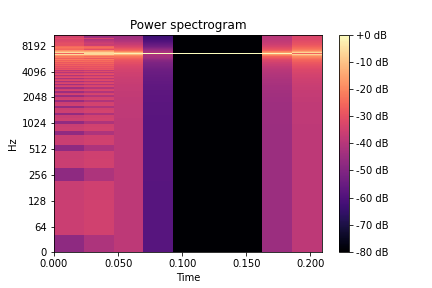 Power spectrogram
Hz
8192
4096
2048
1024
512
256
128
64
0
0.000 0.050 0.100 0.150 0.200
Time
+0 dB
-10 dB
-20 dB
-30 dB
-40 dB
-50 dB
-60 dB
-70 dB
-80 dB